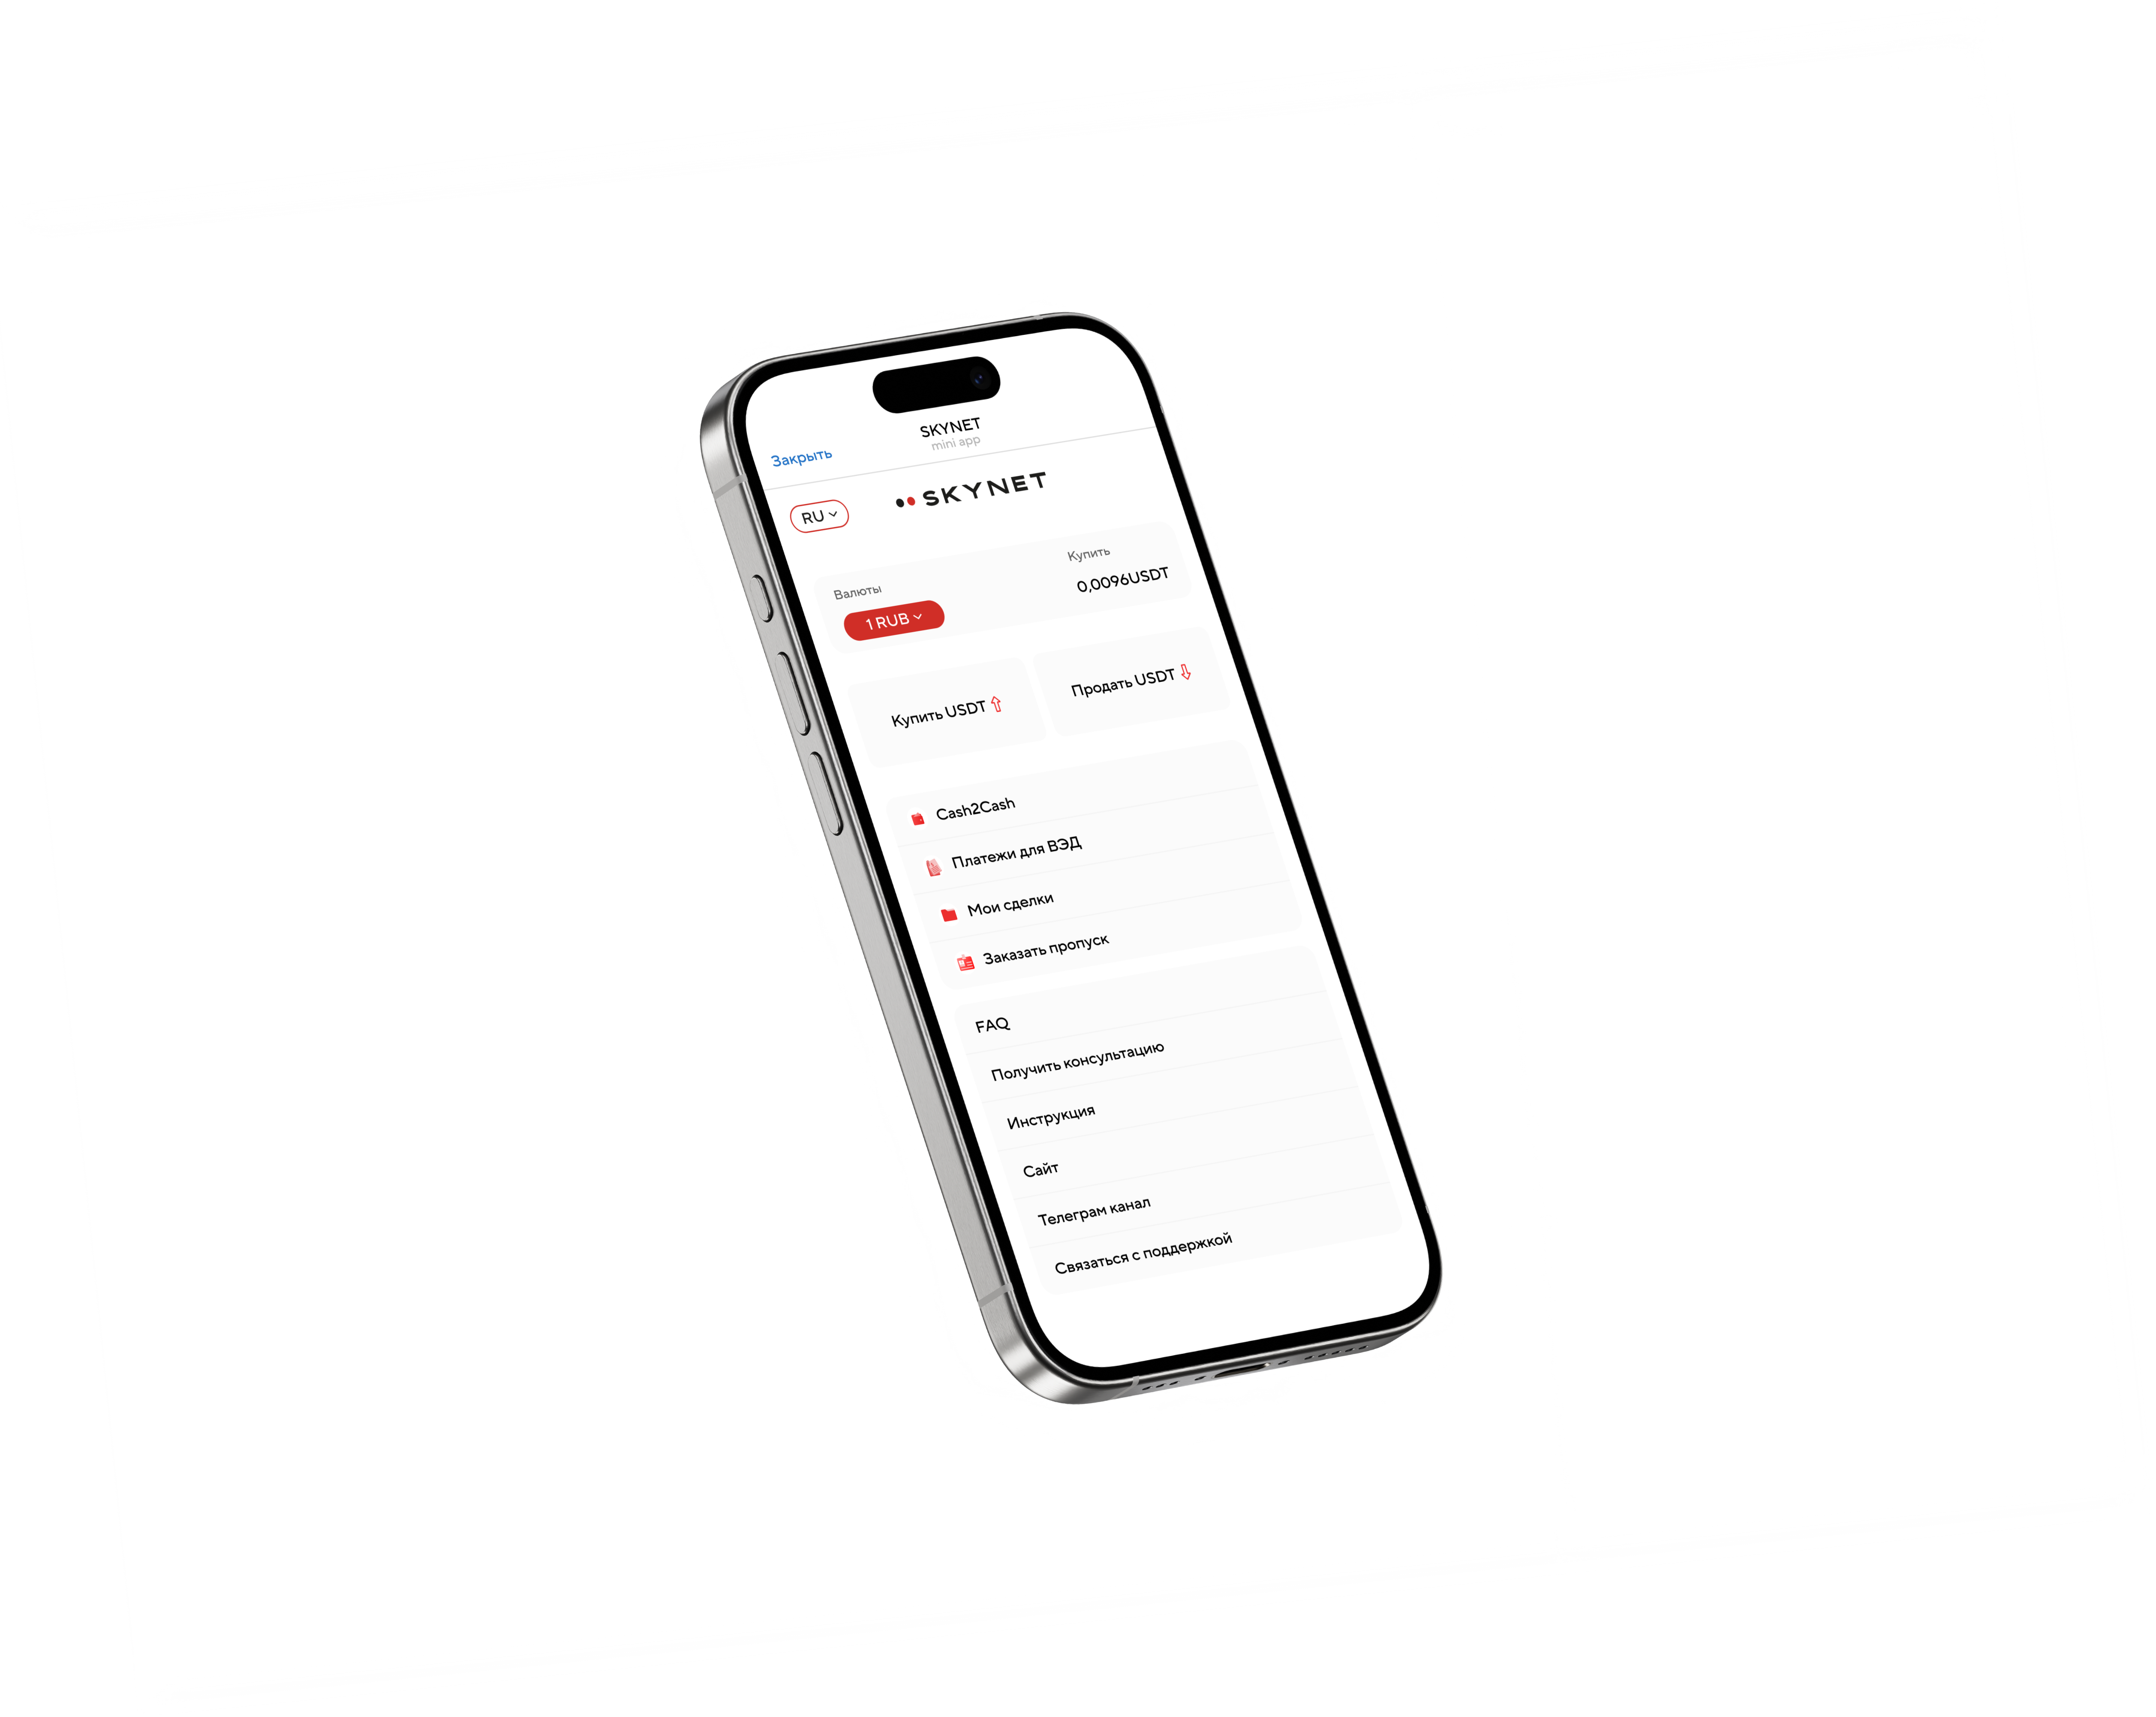 SKYNET
mini app
Закрыть
SKYNET
RU
Валюты
Купить
1 RUB
0,0096USDT
Купить USDT
Продать USDT
Cash2Cash
Платежи для ВЭД
Мои сделки
Заказать пропуск
FAQ
Получить консультацию
Инструкция
Сайт
Телеграм канал
Связаться с поддержкой